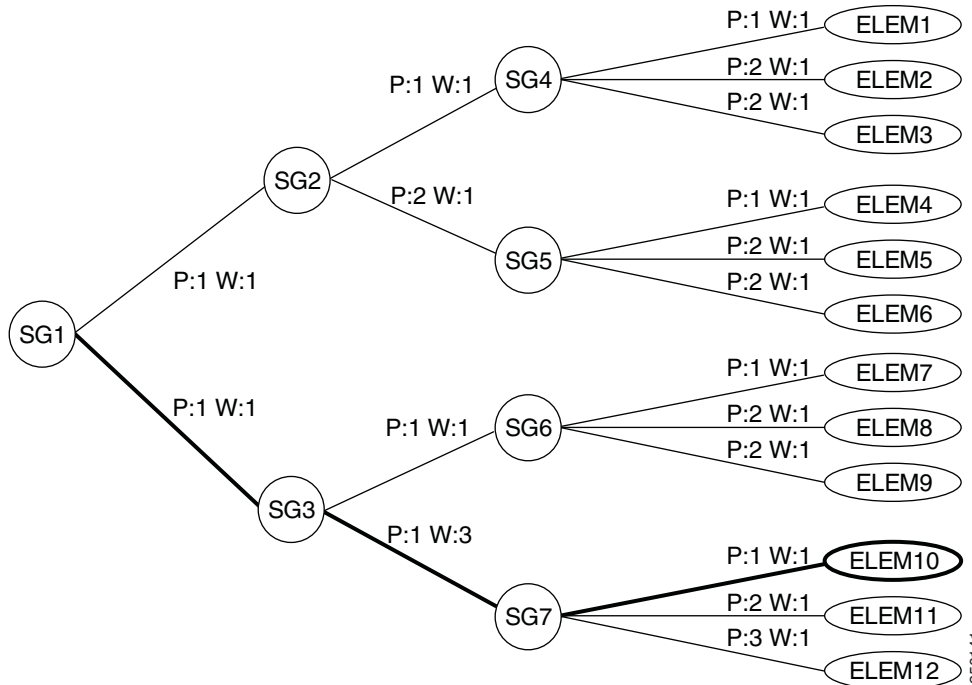 P:1 W:1
ELEM1
SG4
P:2 W:1
ELEM2
P:1 W:1
P:2 W:1
ELEM3
SG2
P:2 W:1
P:1 W:1
ELEM4
SG5
P:2 W:1
ELEM5
P:1 W:1
P:2 W:1
ELEM6
SG1
P:1 W:1
P:1 W:1
ELEM7
P:1 W:1
SG6
P:2 W:1
ELEM8
P:2 W:1
ELEM9
SG3
P:1 W:3
P:1 W:1
ELEM10
SG7
P:2 W:1
ELEM11
P:3 W:1
ELEM12